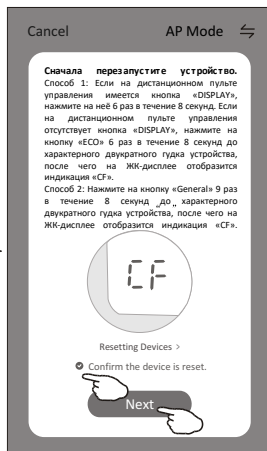 Cancel AP Mode
Сначала перезапустите устройство.
Способ 1: Если на дистанционном пульте
управления имеется кнопка «DISPLAY»,
нажмите на неё 6 раз в течение 8 секунд. Если
на дистанционном пульте управления
отсутствует кнопка «DISPLAY», нажмите на
кнопку «ECO» 6 раз в течение 8 секунд до
характерного двукратного гудка устройства,
после чего на ЖК-дисплее отобразится
индикация «CF».
Способ 2: Нажмите на кнопку «General» 9 раз
в течение 8 секунд „до„ характерного
двукратного гудка устройства, после чего на
ЖК-дисплее отобразится индикация «CF».
CF
Resetting Devices >
Confirm the device is reset.
Next